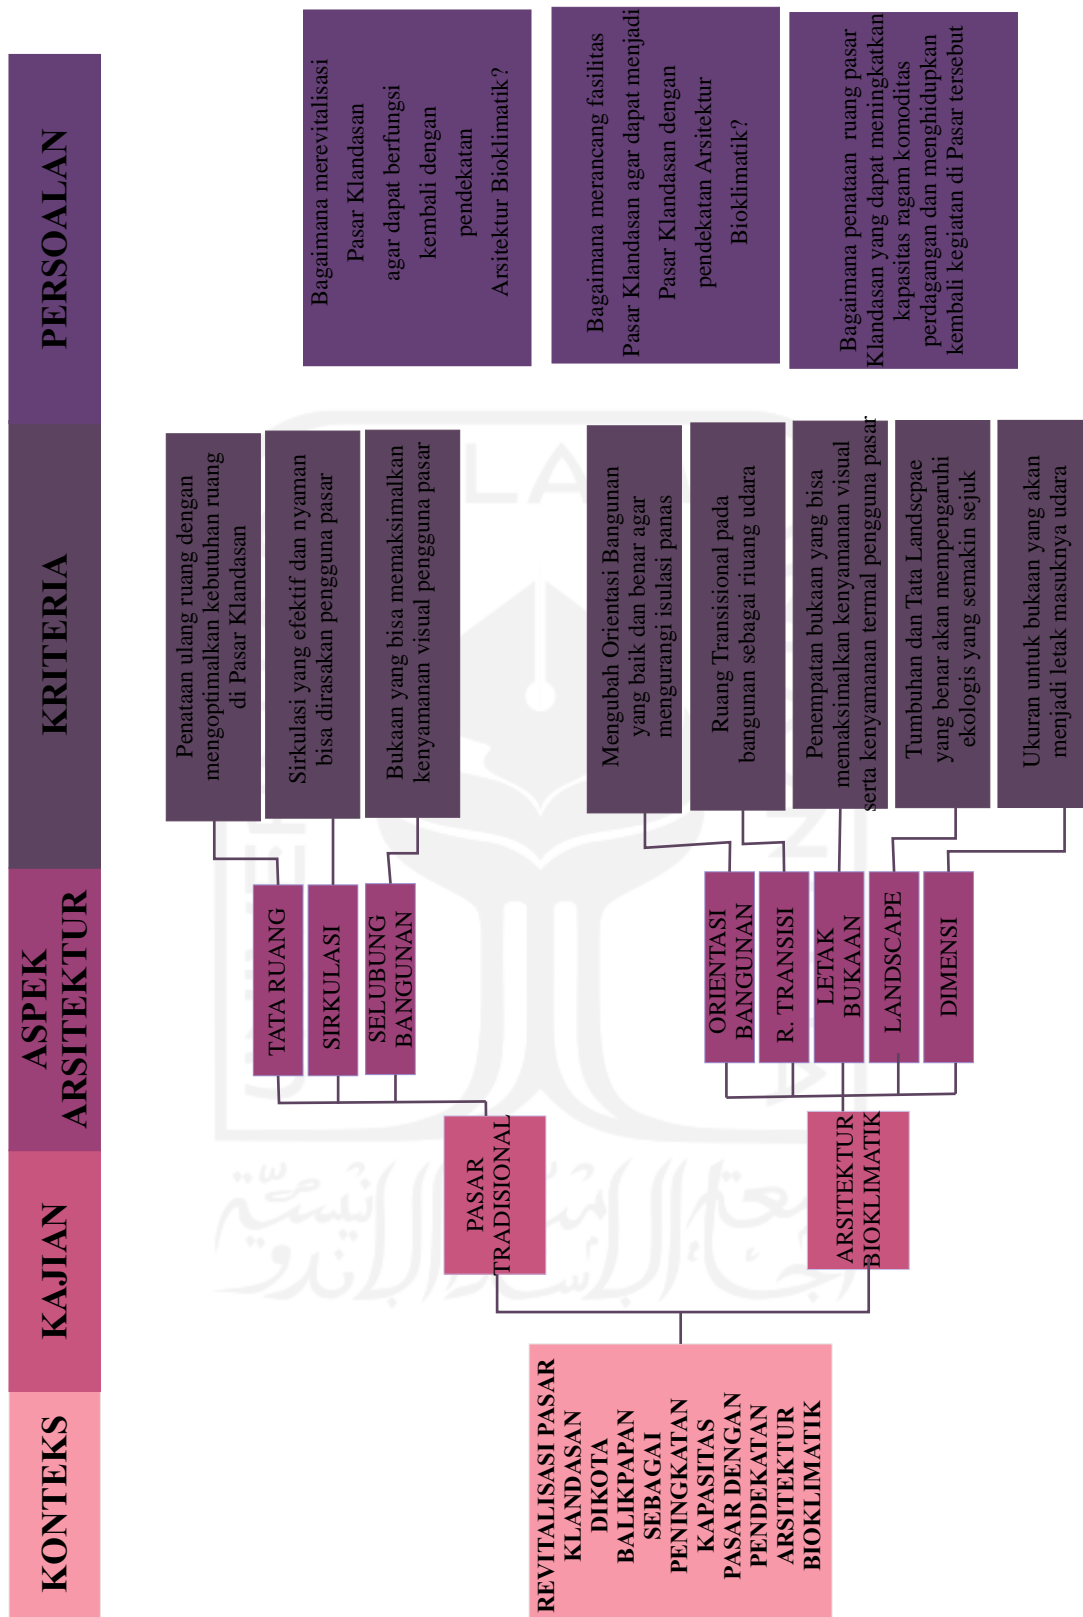 KONTEKS
KAJIAN
ASPEK
ARSITEKTUR
KRITERIA
PERSOALAN
REVITALISASI PASAR
KLANDASAN
DIKOTA
BALIKPAPAN
SEBAGAI
PENINGKATAN
KAPASITAS
PASAR DENGAN
PENDEKATAN
ARSITEKTUR
BIOKLIMATIK
PASAR
TRADISIONAL
ARSITEKTUR
BIOKLIMATIK
TATA RUANG
SIRKULASI
SELUBUNG
BANGUNAN
ORIENTASI
BANGUNAN
R. TRANSISI
LETAK
BUKAAN
LANDSCAPE
DIMENSI
Penataan ulang ruang dengan
mengoptimalkan kebutuhan ruang
di Pasar Klandasan
Sirkulasi yang efektif dan nyaman
bisa dirasakan pengguna pasar
Bukaan yang bisa memaksimalkan
kenyamanan visual pengguna pasar
Mengubah Orientasi Bangunan
yang baik dan benar agar
mengurangi isulasi panas
Ruang Transisional pada
bangunan sebagai riuang udara
Penempatan bukaan yang bisa
memaksimalkan kenyamanan visual
serta kenyamanan termal pengguna pasar
Tumbuhan dan Tata Landscpae
yang benar akan mempengaruhi
ekologis yang semakin sejuk
Ukuran untuk bukaan yang akan
menjadi letak masuknya udara
Bagaimana merevitalisasi
Pasar Klandasan
agar dapat berfungsi
kembali dengan
pendekatan
Arsitektur Bioklimatik?
Bagaimana merancang fasilitas
Pasar Klandasan agar dapat menjadi
Pasar Klandasan dengan
pendekatan Arsitektur
Bioklimatik?
Bagaimana penataan ruang pasar
Klandasan yang dapat meningkatkan
kapasitas ragam komoditas
perdagangan dan menghidupkan
kembali kegiatan di Pasar tersebut